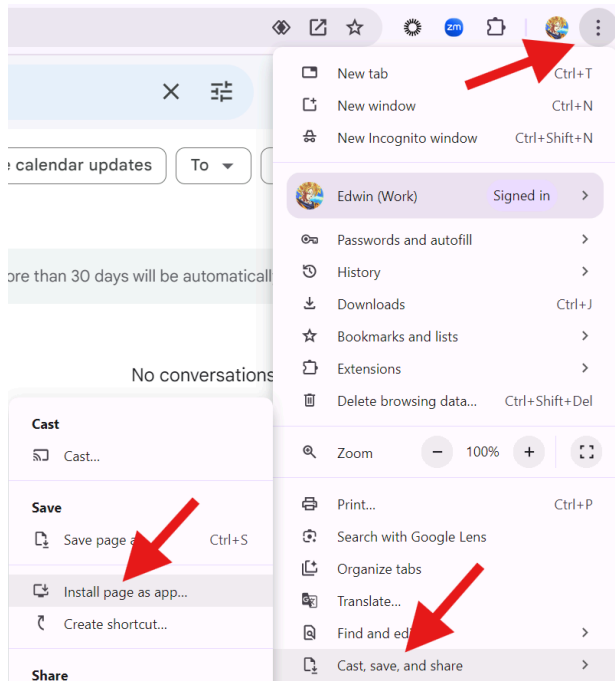 zm
New tab Ctrl+T
New window Ctrl+N
New Incognito window Ctrl+Shift+N
calendar updates To
Edwin (Work) Signed in
Passwords and autofill
History
ore than 30 days will be automaticall
Downloads Ctrl+J
Bookmarks and lists
Extensions
No conversations
Delete browsing data... Ctrl+Shift+Del
Zoom - 100% +
Print... Ctrl+P
Search with Google Lens
Organize tabs
Translate...
Find and ed
Cast, save, and share
Cast
Cast...
Save
Save page a Ctrl+S
Install page as app...
Create shortcut...
Share